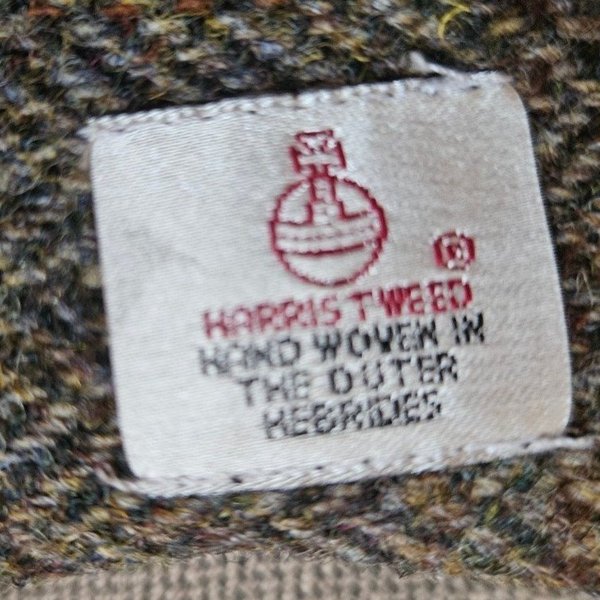 ®
HARRIS TWEED
HAND WOVEN IN
THE OUTER
HEBRIDES